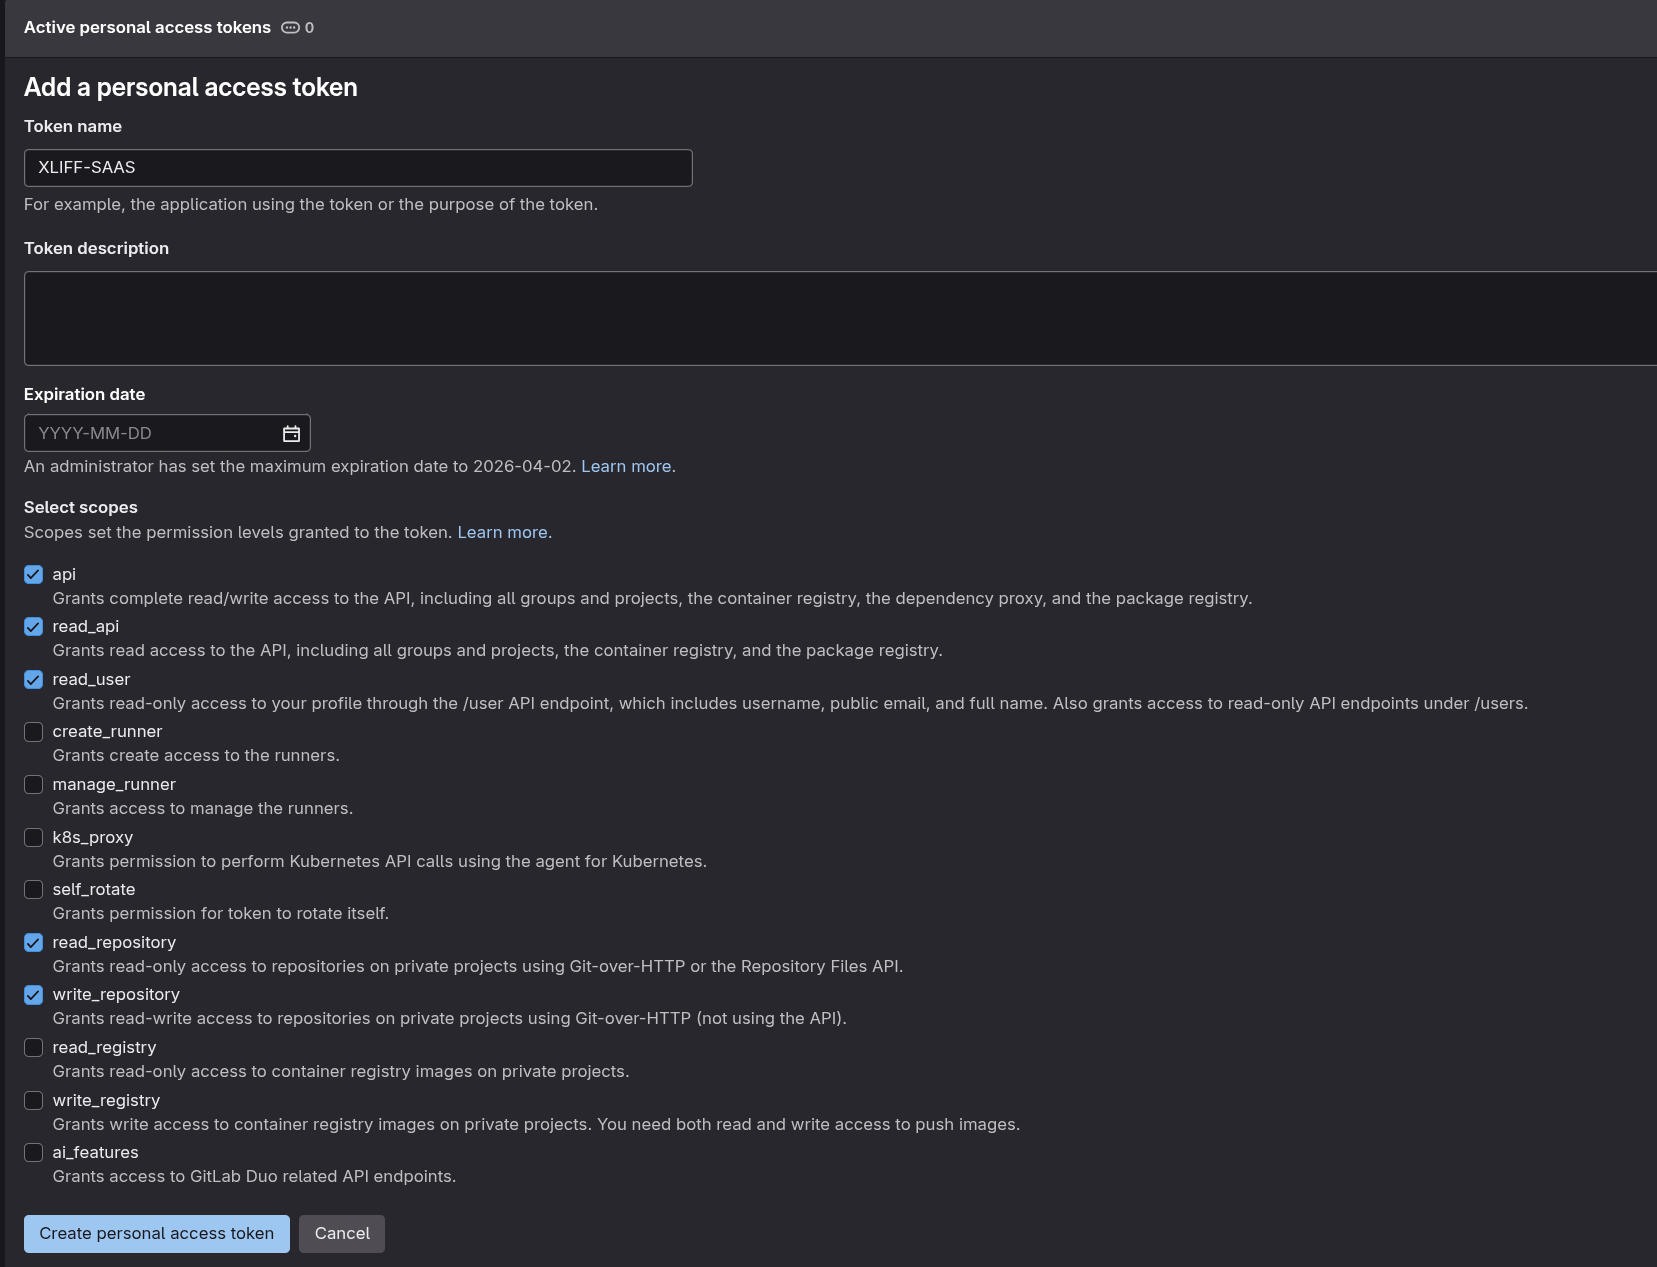 Active personal access tokens 0
Add a personal access token
Token name
XLIFF-SAAS
For example, the application using the token or the purpose of the token.
Token description
Expiration date
YYYY-MM-DD
An administrator has set the maximum expiration date to 2026-04-02. Learn more.
Select scopes
Scopes set the permission levels granted to the token. Learn more.
api
Grants complete read/write access to the API, including all groups and projects, the container registry, the dependency proxy, and the package registry.
read_api
Grants read access to the API, including all groups and projects, the container registry, and the package registry.
read_user
Grants read-only access to your profile through the /user API endpoint, which includes username, public email, and full name. Also grants access to read-only API endpoints under /users.
create_runner
Grants create access to the runners.
manage_runner
Grants access to manage the runners.
k8s_proxy
Grants permission to perform Kubernetes API calls using the agent for Kubernetes.
self_rotate
Grants permission for token to rotate itself.
read_repository
Grants read-only access to repositories on private projects using Git-over-HTTP or the Repository Files API.
write_repository
Grants read-write access to repositories on private projects using Git-over-HTTP (not using the API).
read_registry
Grants read-only access to container registry images on private projects.
write_registry
Grants write access to container registry images on private projects. You need both read and write access to push images.
ai_features
Grants access to GitLab Duo related API endpoints.
Create personal access token Cancel